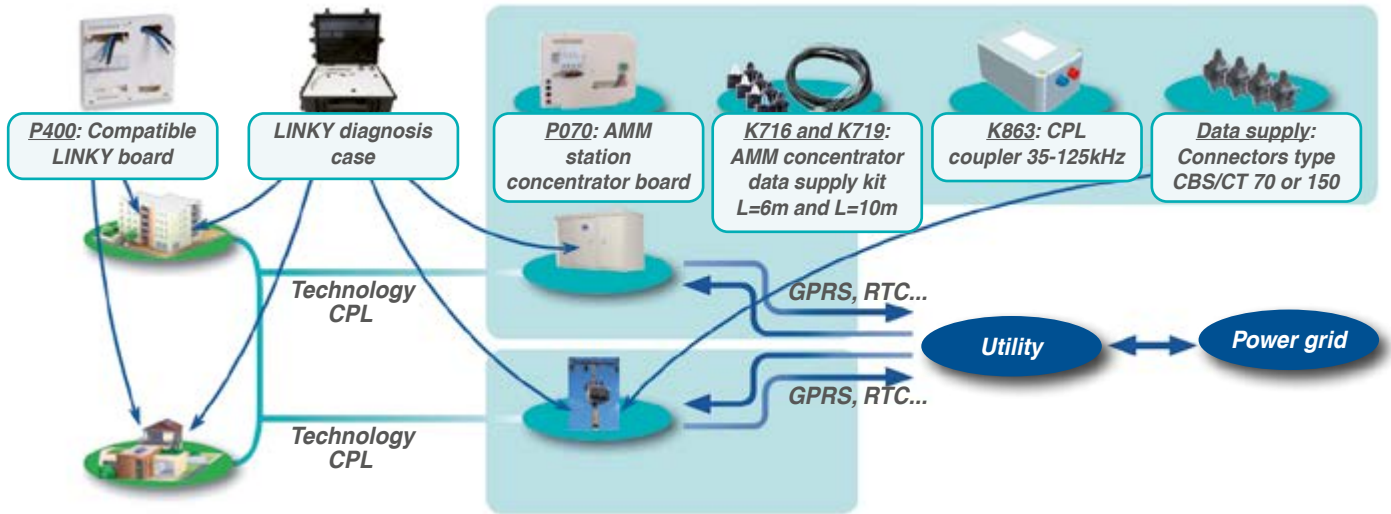 P400: Compatible
LINKY board
LINKY diagnosis
case
P070: AMM
station
concentrator board
K716 and K719:
AMM concentrator
data supply kit
L=6m and L=10m
K863: CPL
coupler 35-125kHz
Data supply:
Connectors type
CBS/CT 70 or 150
Technology
CPL
GPRS, RTC...
Utility
Power grid
GPRS, RTC...
Technology
CPL